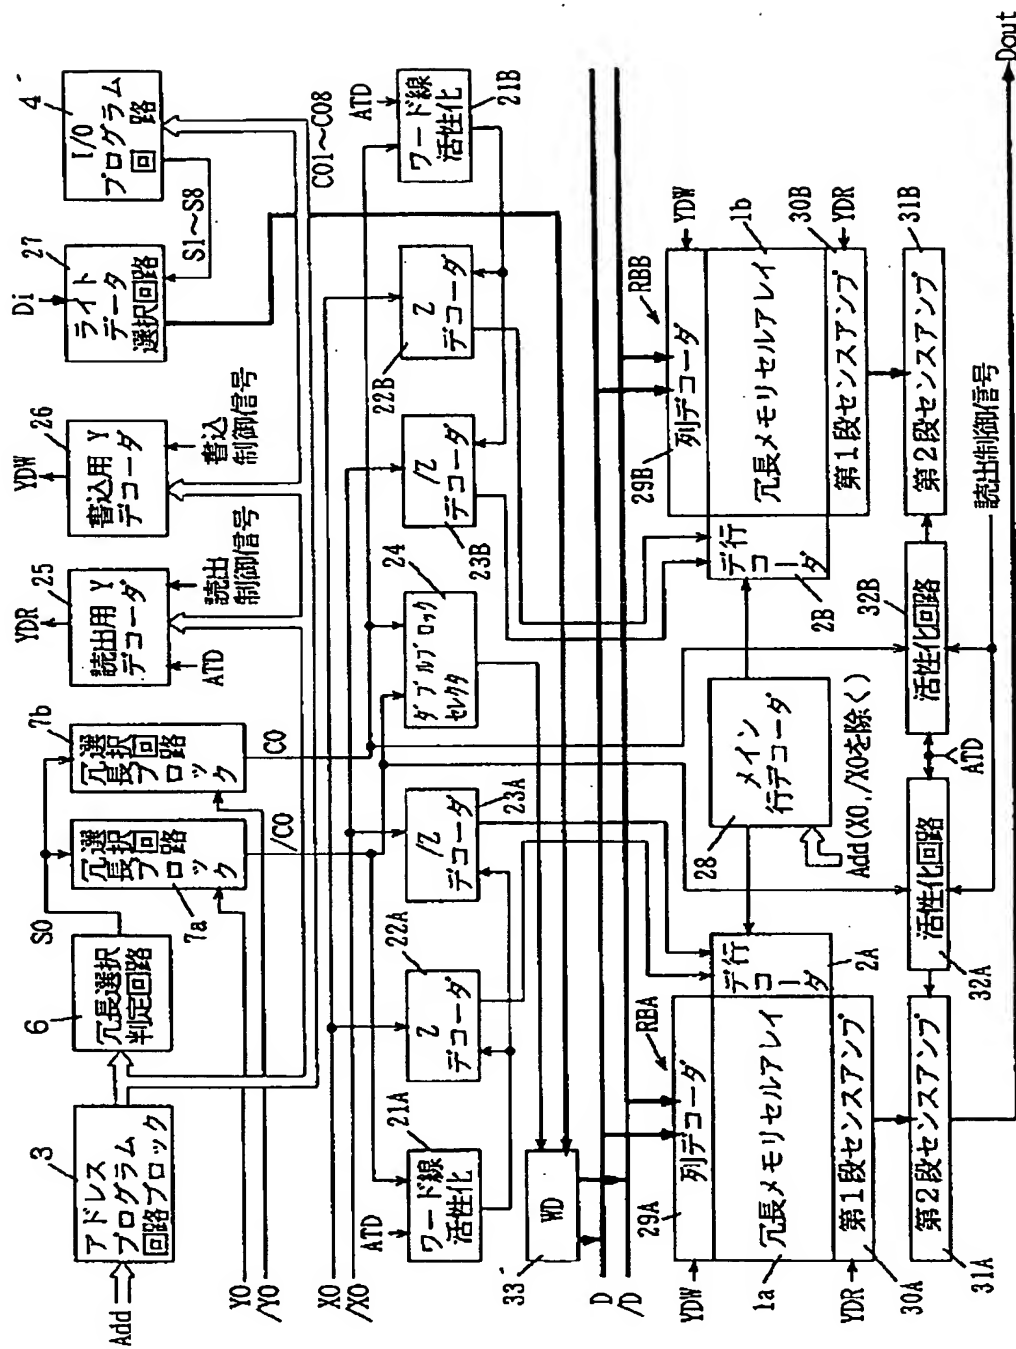 Add
3
アドレス
プログラム
回路ブロック
6
冗長選択
判定回路
S0
冗長
選択
ブロ回路
ック
7a
/C0
冗長
選択
ブロ回路
ック
7b
C0
YDR
25
読出用Y
デコーダ
ATD
読出
制御信号
YDW
26
書込用Y
デコーダ
書込
制御信号
Di
27
ライト
データ
選択回路
S1~S8
4
I/O
プログラム
回路
C01~C08
Y0
/Y0
X0
/X0
21A
ATD
ワード線
活性化
22A
Z
デコーダ
23A
/Z
デコーダ
24
ダブルブロック
セレクタ
23B
/Z
デコーダ
22B
Z
デコーダ
ATD
ワード線
活性化
21B
33
WD
D
/D
29A
RBA
YDW
列デコーダ
1a
冗長メモリセルアレイ
YDR
第1段センスアンプ
30A
行デコーダ
2A
28
メイン
行デコーダ
Add(X0,/X0を除く)
29B
RBB
列デコーダ
YDW
冗長メモリセルアレイ
1b
第1段センスアンプ
30B
YDR
行デコーダ
2B
第2段センスアンプ
31A
32A
活性化回路
ATD
32B
活性化回路
第2段センスアンプ
31B
読出制御信号
Dout